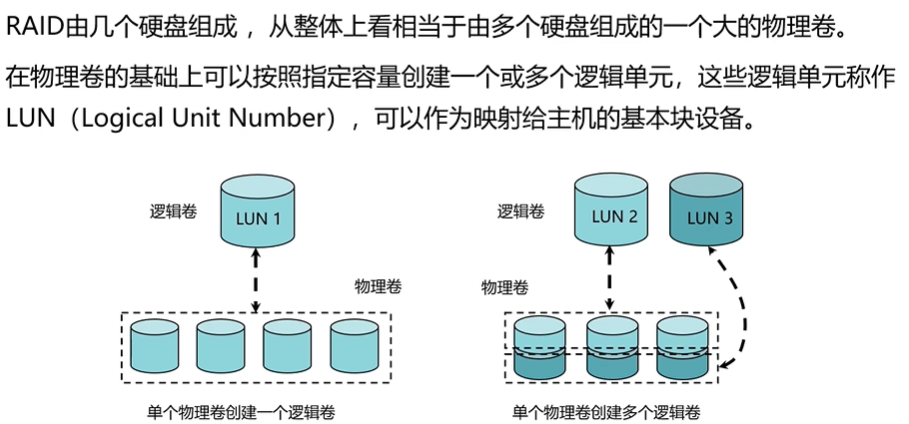 RAID由几个硬盘组成 ，从整体上看相当于由多个硬盘组成的一个大的物理卷。
在物理卷的基础上可以按照指定容量创建一个或多个逻辑单元，这些逻辑单元称作
LUN（Logical Unit Number），可以作为映射给主机的基本块设备。
逻辑卷
LUN 1
逻辑卷
LUN 2
LUN 3
物理卷
物理卷
单个物理卷创建一个逻辑卷
单个物理卷创建多个逻辑卷